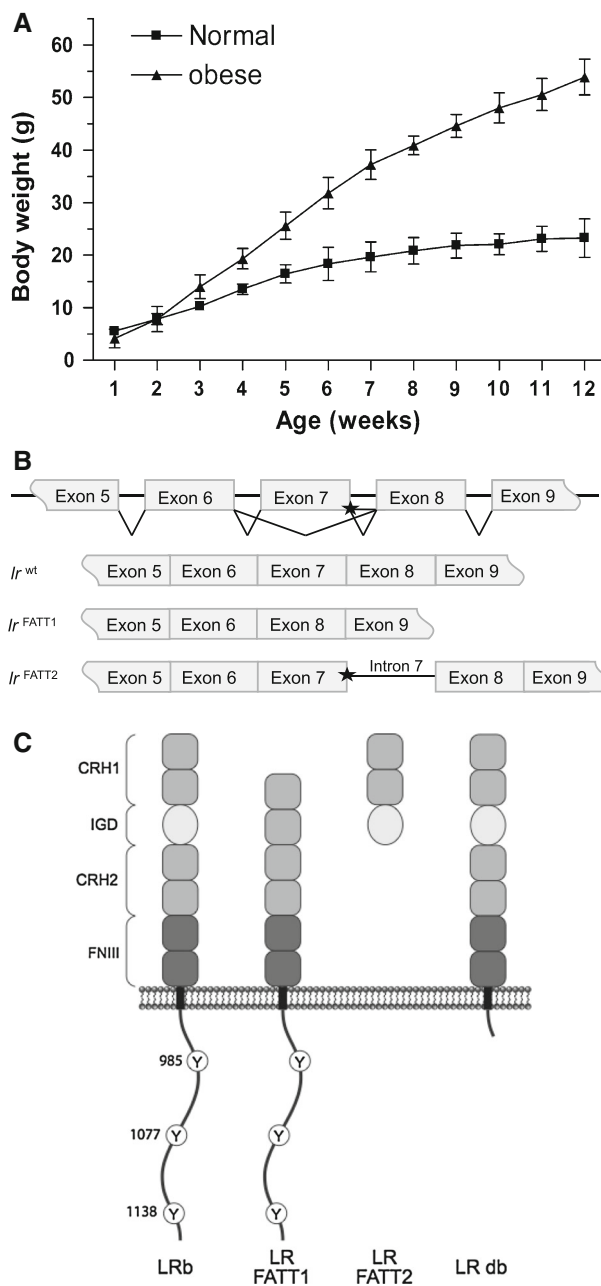 A
Normal
obese
Body weight (g)
60
50
40
30
20
10
0
1 2 3 4 5 6 7 8 9 10 11 12
Age (weeks)
B
Exon 5 Exon 6 Exon 7 Exon 8 Exon 9
lr wt Exon 5 Exon 6 Exon 7 Exon 8 Exon 9
lr FATT1 Exon 5 Exon 6 Exon 8 Exon 9
lr FATT2 Exon 5 Exon 6 Exon 7 Intron 7 Exon 8 Exon 9
C
CRH1
IGD
CRH2
FNIII
985 Y Y
1077 Y Y
1138 Y Y
LRb LR FATT1 LR FATT2 LR db